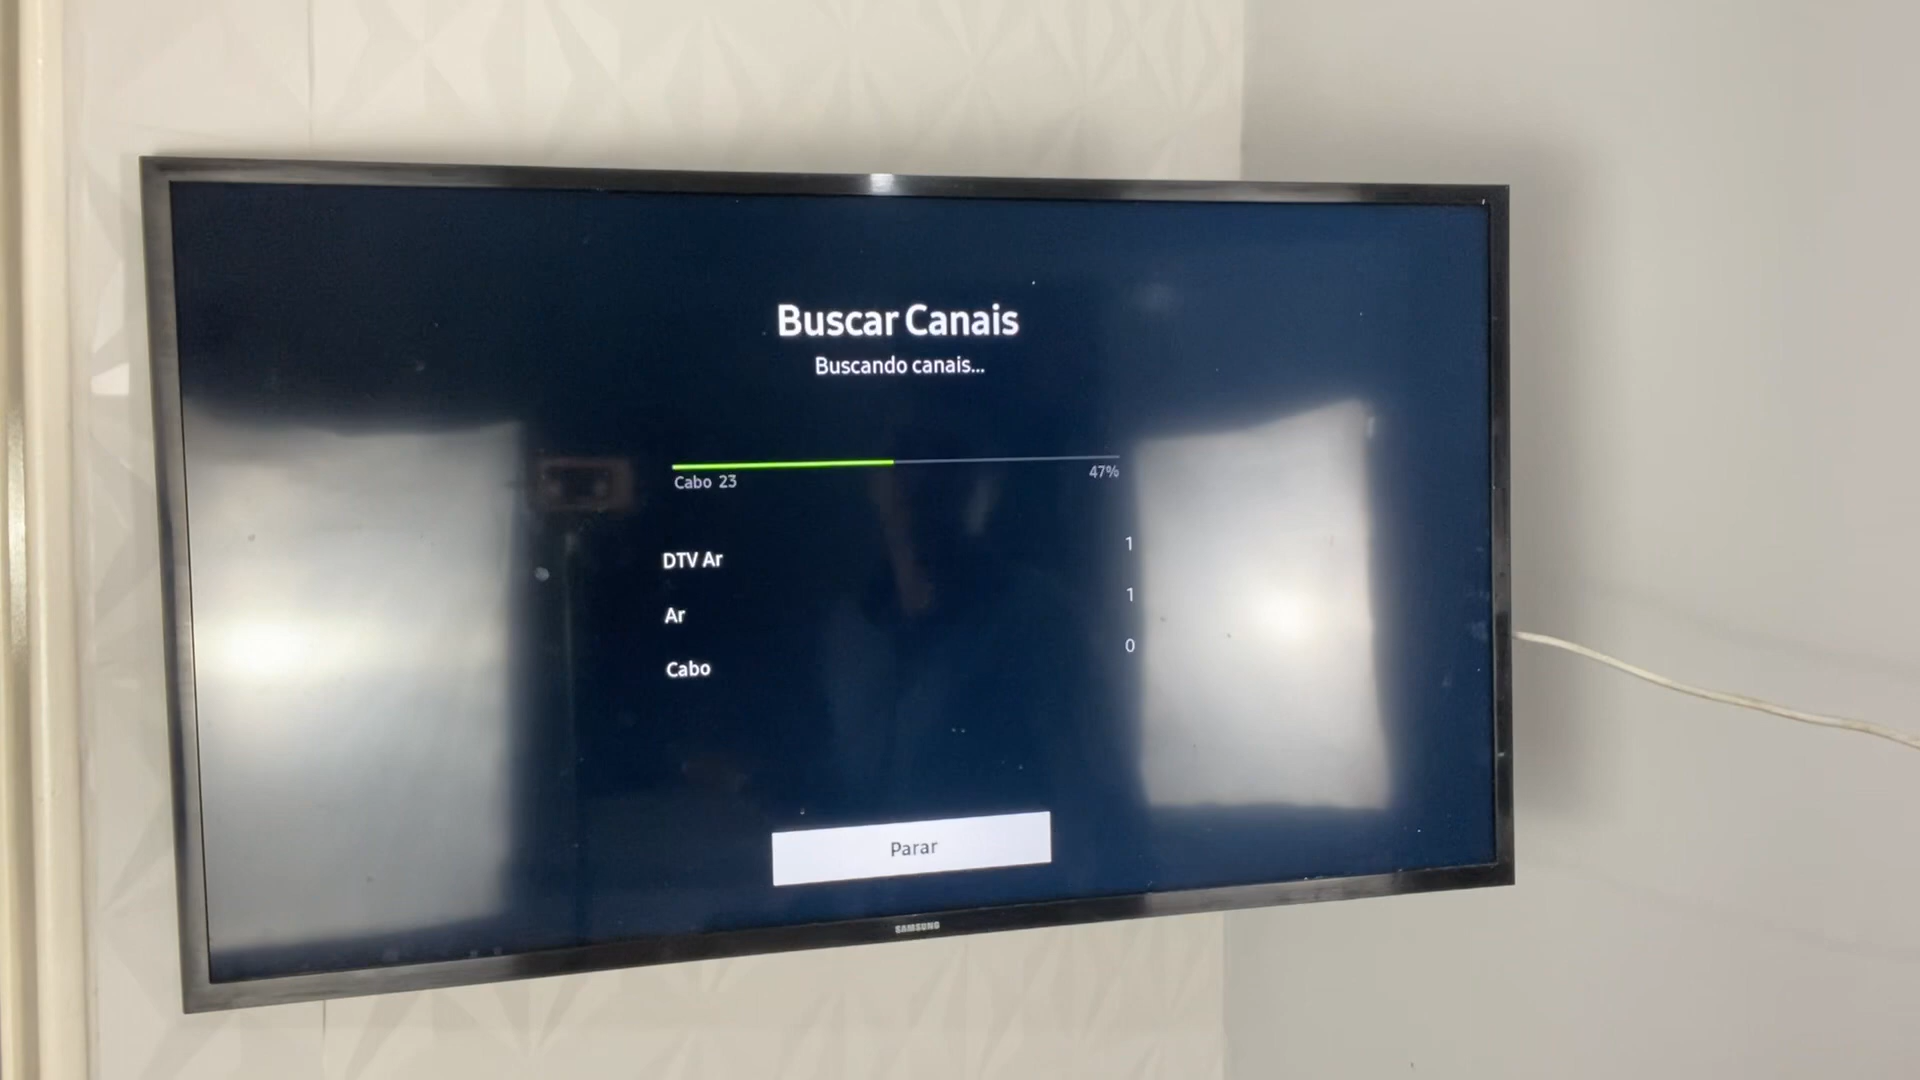 Buscar Canais
Buscando canais...
Cabo 23 47%
DTV Ar 1
Ar 1
Cabo 0
Parar
SAMSUNG